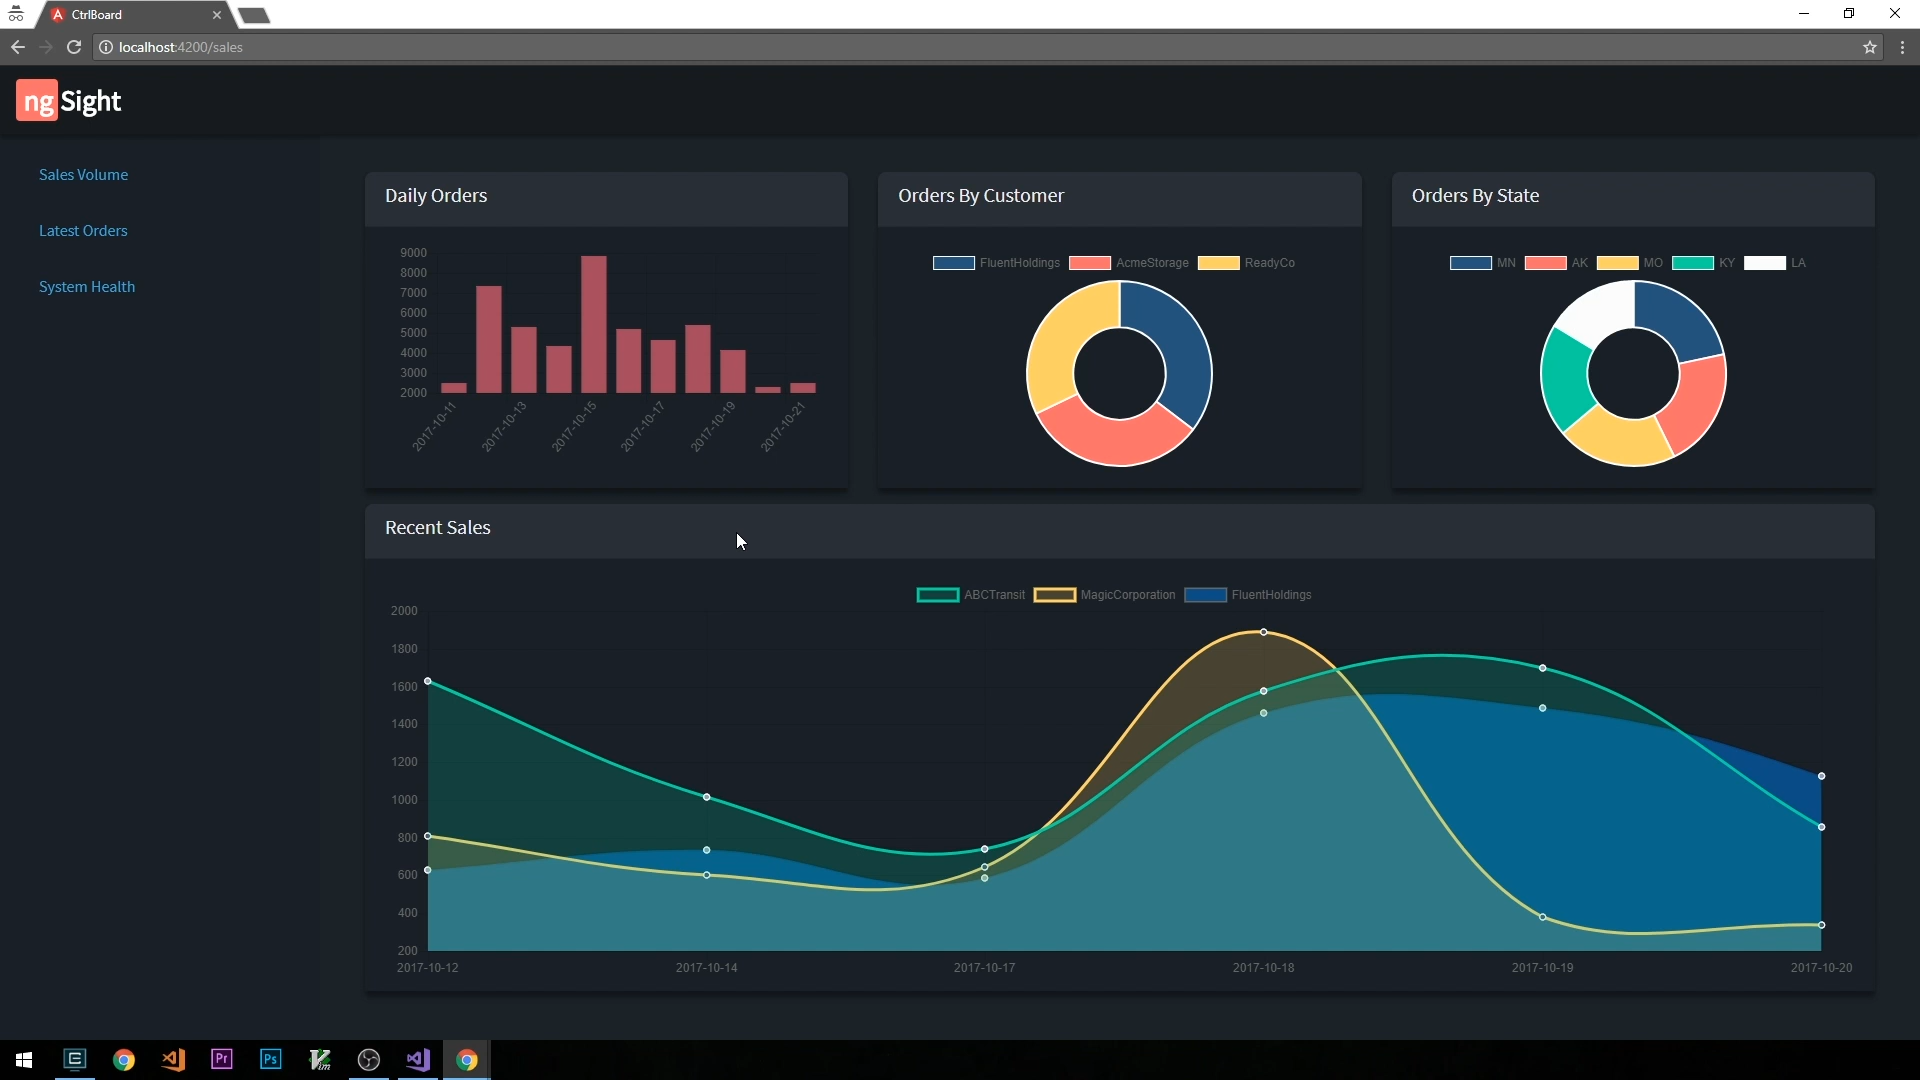 CtrlBoard
localhost:4200/sales
ng Sight
Sales Volume
Latest Orders
System Health
Daily Orders
9000
8000
7000
6000
5000
4000
3000
2000
2017-10-11 2017-10-13 2017-10-15 2017-10-17 2017-10-19 2017-10-21
Orders By Customer
FluentHoldings AcmeStorage ReadyCo
Orders By State
MN AK MO KY LA
Recent Sales
ABCTransit MagicCorporation FluentHoldings
2000
1800
1600
1400
1200
1000
800
600
400
200
2017-10-12 2017-10-14 2017-10-17 2017-10-18 2017-10-19 2017-10-20
Pr Ps Vim